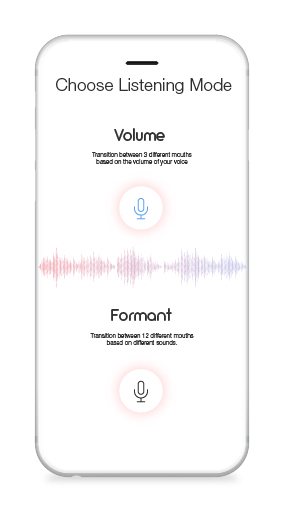 Choose Listening Mode
Volume
Transition between 3 different mouths
based on the volume of your voice
Formant
Transition between 12 different mouths
based on different sounds.